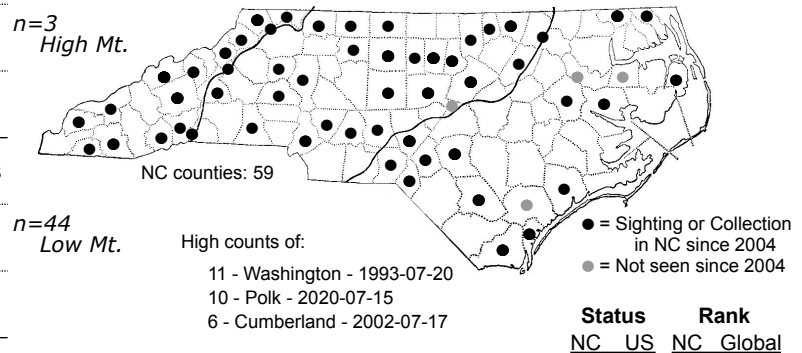 n=3
High Mt.
NC counties: 59
n=44
Low Mt.
High counts of:
11 - Washington - 1993-07-20
10 - Polk - 2020-07-15
6 - Cumberland - 2002-07-17
= Sighting or Collection
in NC since 2004
= Not seen since 2004
Status Rank
NC US NC Global